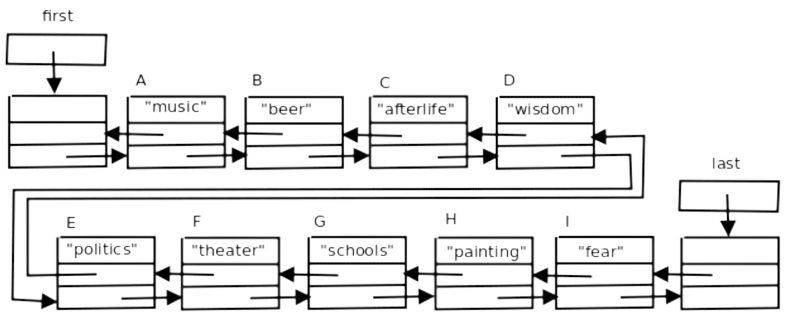 first
A B C D
"music" "beer" "afterlife" "wisdom"
last
E F G H I
"politics" "theater" "schools" "painting" "fear"